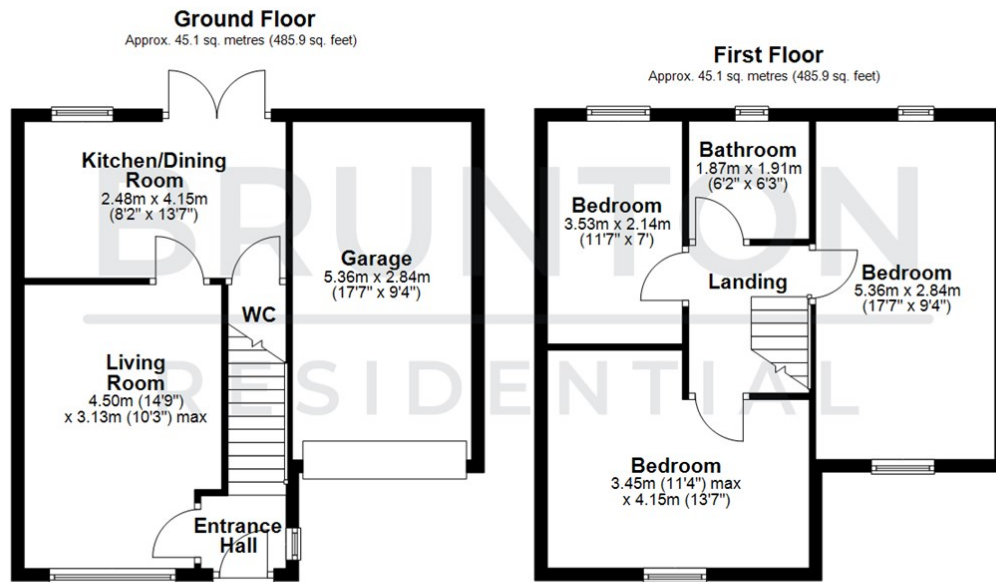 Ground Floor
Approx. 45.1 sq. metres (485.9 sq. feet)
Kitchen/Dining
Room
2.48m x 4.15m
(8'2" x 13'7")
Garage
5.36m x 2.84m
(17'7" x 9'4")
WC
Living
Room
4.50m (14'9")
x 3.13m (10'3") max
Entrance
Hall
First Floor
Approx. 45.1 sq. metres (485.9 sq. feet)
Bathroom
1.87m x 1.91m
(6'2" x 6'3")
Bedroom
3.53m x 2.14m
(11'7" x 7')
Landing
Bedroom
5.36m x 2.84m
(17'7" x 9'4")
Bedroom
3.45m (11'4") max
x 4.15m (13'7")
BRUNTON
RESIDENTIAL